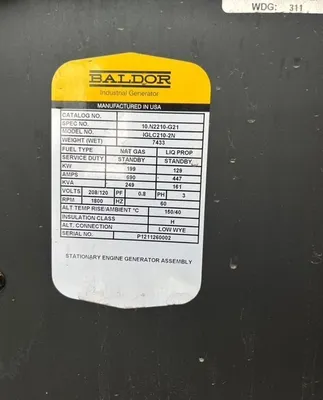 WDG: 311
BALDOR
Industrial Generator
MANUFACTURED IN USA
CATALOG NO.
SPEC NO. 10.N2210-G21
MODEL NO. IGLC210-2N
WEIGHT (WET) 7433
FUEL TYPE NAT GAS LIQ PROP
SERVICE DUTY STANDBY STANDBY
KW 199 129
AMPS 690 447
KVA 249 161
VOLTS 208/120 PF 0.8 PH 3
RPM 1800 HZ 60
ALT TEMP RISE/AMBIENT °C 150/40
INSULATION CLASS H
ALT. CONNECTION LOW WYE
SERIAL NO. P1211260002
STATIONARY ENGINE GENERATOR ASSEMBLY